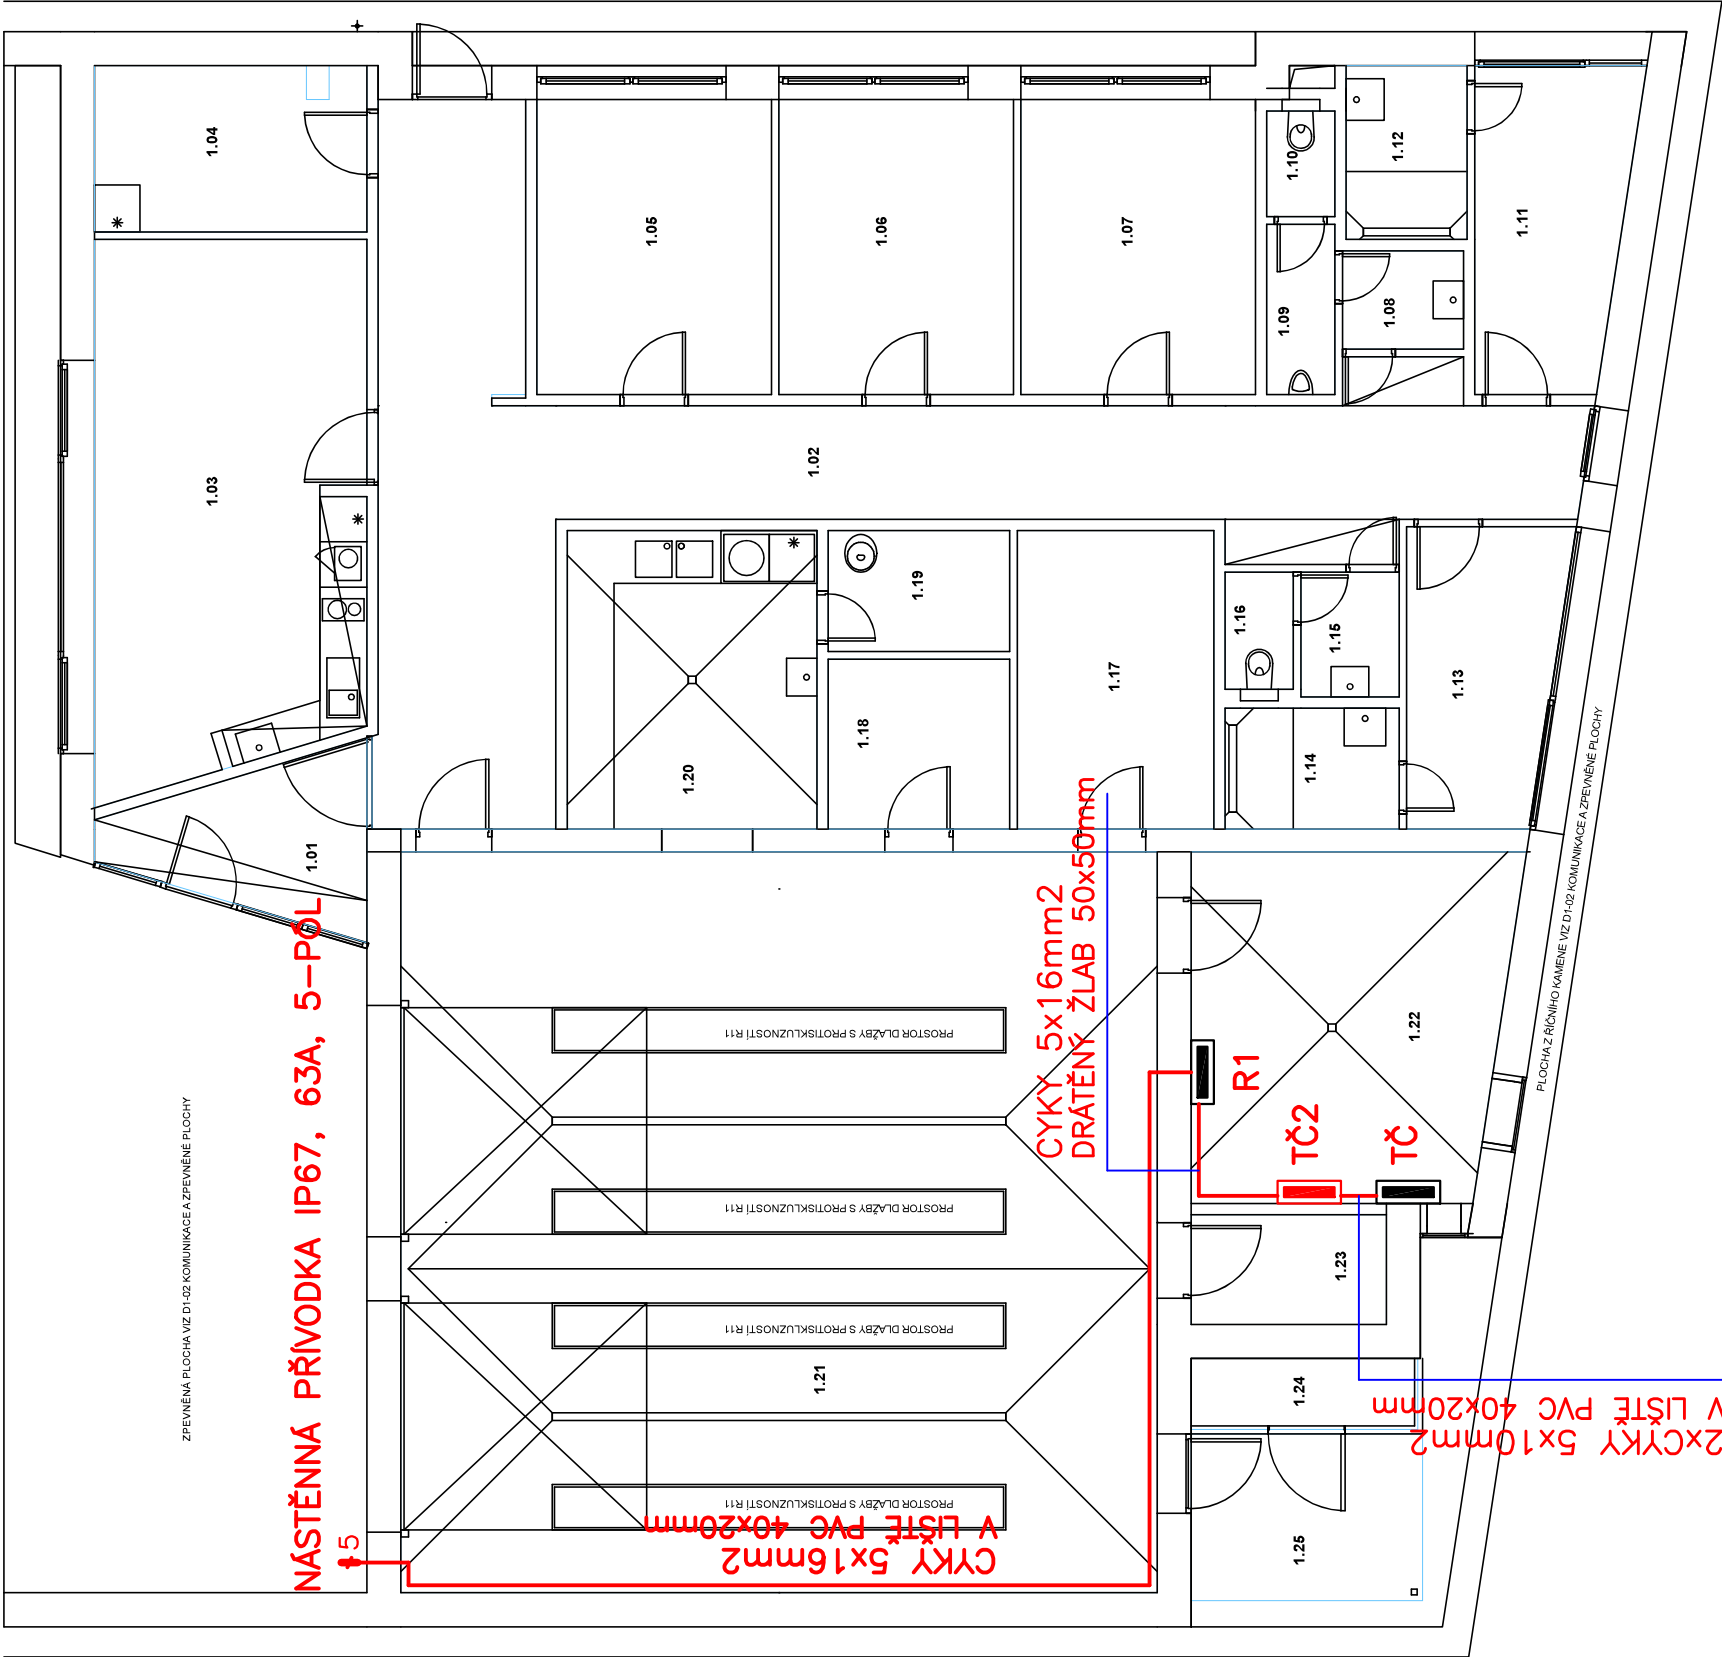 1.04
1.03
1.01
1.02
1.05
1.06
1.07
1.10
1.12
1.11
1.09
1.08
1.20
1.19
1.18
1.17
1.16
1.15
1.14
1.13
1.21
1.22
1.23
1.24
1.25
ZPEVNĚNÁ PLOCHA VIZ D1-02 KOMUNIKACE A ZPEVNĚNÉ PLOCHY
NÁSTĚNNÁ PŘÍVODKA IP67, 63A, 5-PÓL
5
PROSTOR DLAŽBY S PROTISKLUZNOSTÍ R11
PROSTOR DLAŽBY S PROTISKLUZNOSTÍ R11
PROSTOR DLAŽBY S PROTISKLUZNOSTÍ R11
PROSTOR DLAŽBY S PROTISKLUZNOSTÍ R11
CYKY 5x16mm2
V LIŠTĚ PVC 40x20mm
CYKY 5x16mm2
DRÁTĚNÝ ŽLAB 50x50mm
R1
TČ2
TČ
2xCYKY 5x10mm2
V LIŠTĚ PVC 40x20mm
PLOCHA Z ŘÍČNÍHO KAMENE VIZ D1-02 KOMUNIKACE A ZPEVNĚNÉ PLOCHY